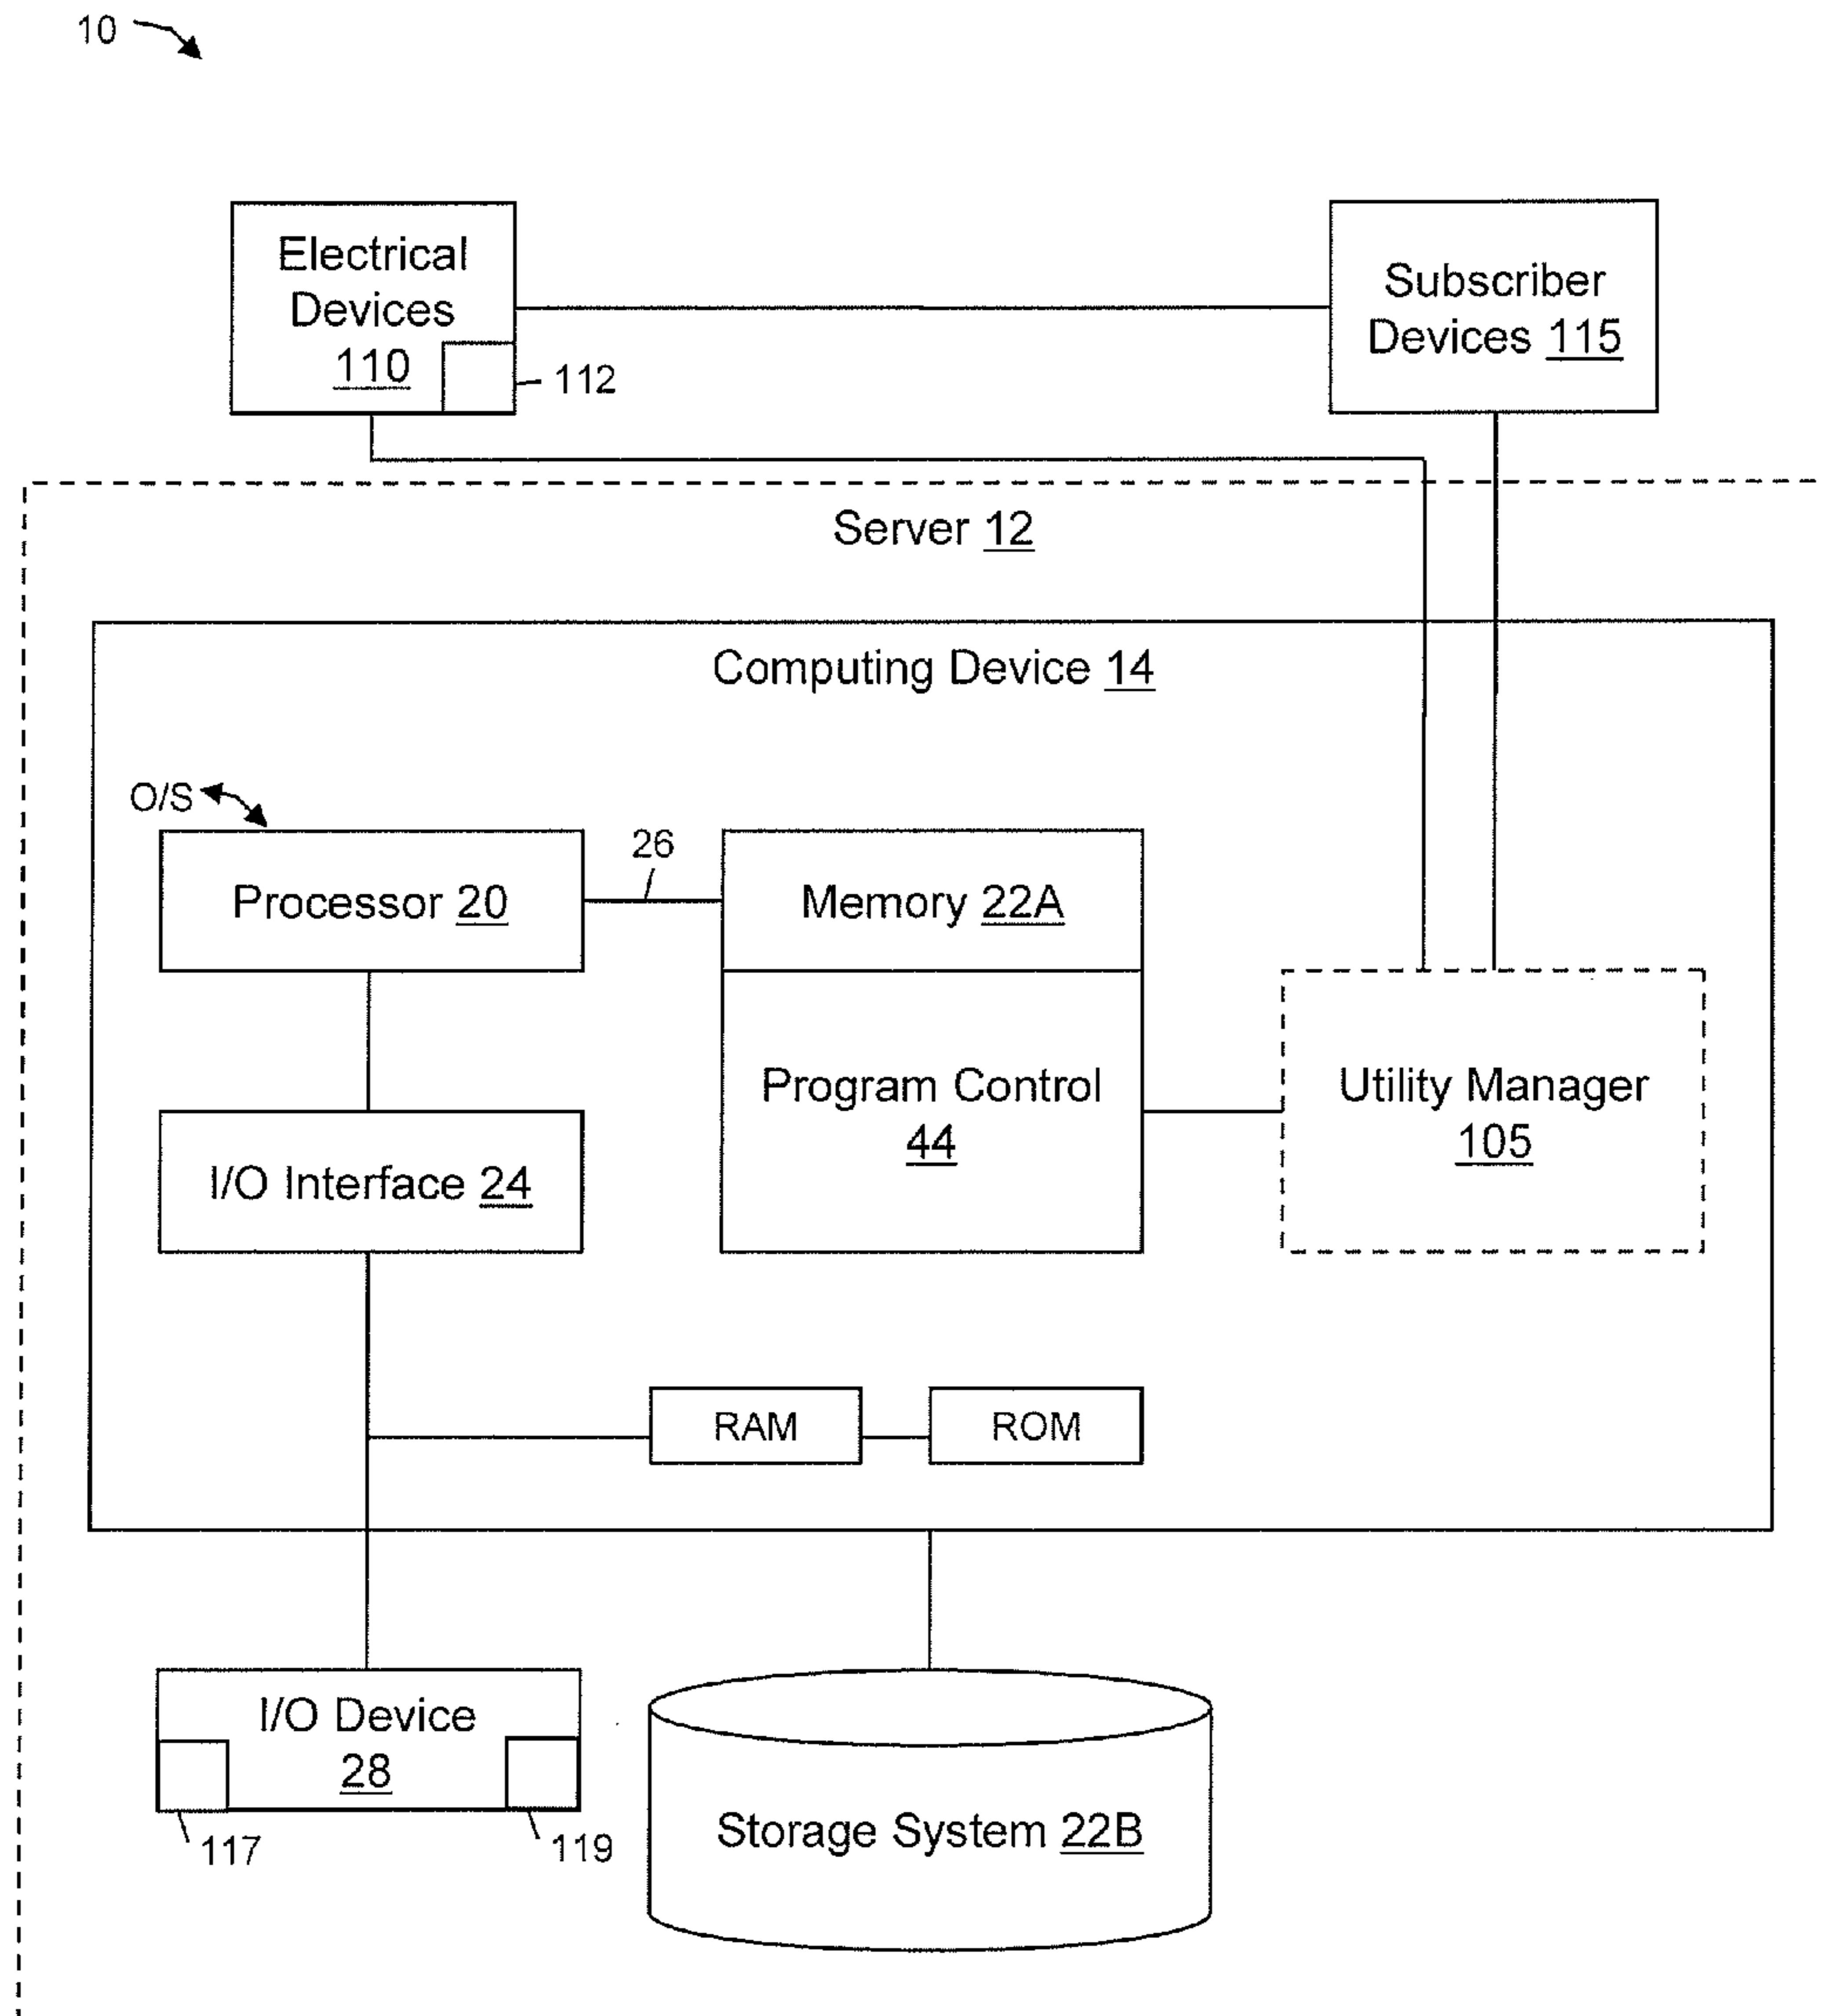 10
Electrical
Devices
110
112
Subscriber
Devices 115
Server 12
Computing Device 14
O/S
Processor 20
26
Memory 22A
Program Control
44
Utility Manager
105
I/O Interface 24
RAM
ROM
I/O Device
28
117
119
Storage System 22B